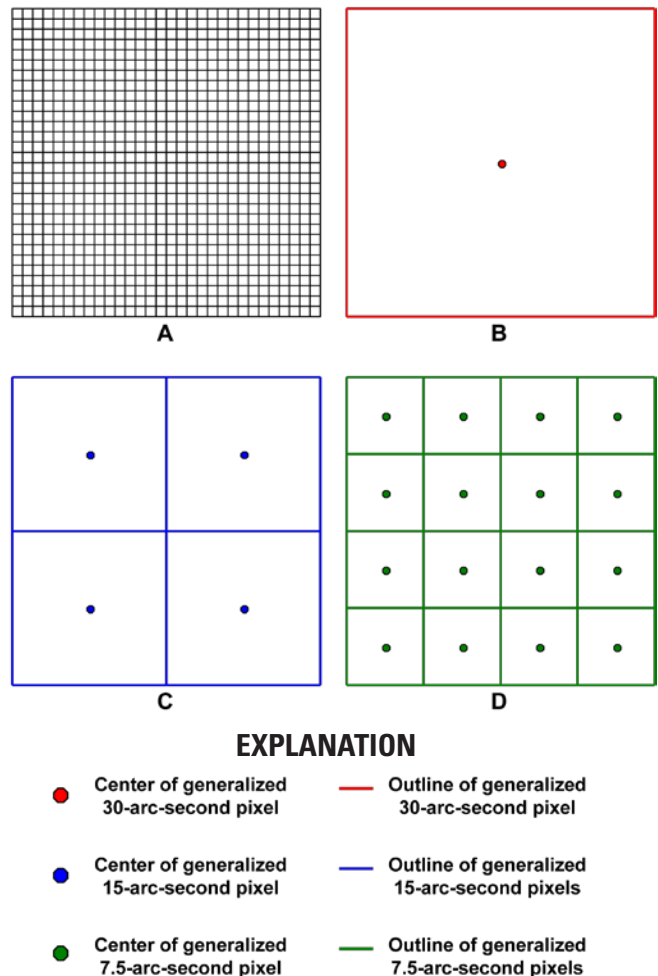 A
B
C
D
EXPLANATION
Center of generalized
30-arc-second pixel
Outline of generalized
30-arc-second pixel
Center of generalized
15-arc-second pixel
Outline of generalized
15-arc-second pixels
Center of generalized
7.5-arc-second pixel
Outline of generalized
7.5-arc-second pixels